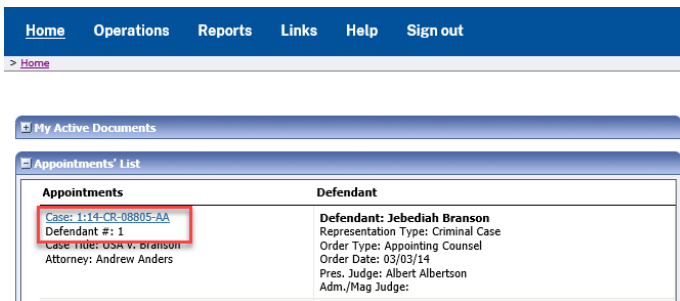 Home Operations Reports Links Help Sign out
> Home
My Active Documents
Appointments' List
Appointments Defendant
Case: 1:14-CR-08805-AA
Defendant #: 1
Case Title: USA v. Branson
Attorney: Andrew Anders
Defendant: Jebediah Branson
Representation Type: Criminal Case
Order Type: Appointing Counsel
Order Date: 03/03/14
Pres. Judge: Albert Albertson
Adm./Mag Judge: